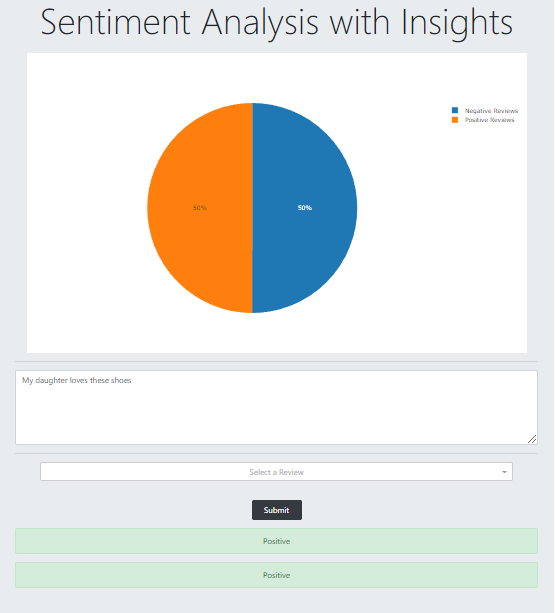 Sentiment Analysis with Insights
Negative Reviews
Positive Reviews
50%
50%
My daughter loves these shoes
Select a Review
Submit
Positive
Positive